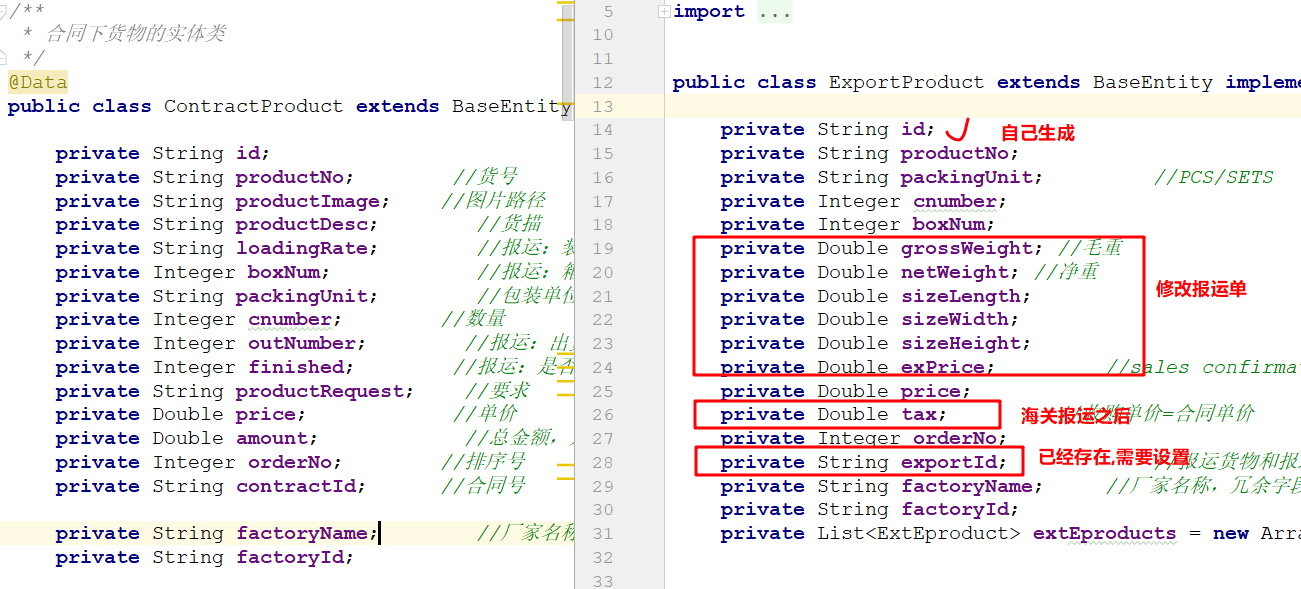 /**
* 合同下货物的实体类
*/
@Data
public class ContractProduct extends BaseEntity
private String id;
private String productNo; //货号
private String productImage; //图片路径
private String productDesc; //货描
private String loadingRate; //报运：装
private Integer boxNum; //报运：箱
private String packingUnit; //包装单位
private Integer cnumber; //数量
private Integer outNumber; //报运：出
private Integer finished; //报运：是否
private String productRequest; //要求
private Double price; //单价
private Double amount; //总金额，
private Integer orderNo; //排序号
private String contractId; //合同号
private String factoryName; //厂家名称
private String factoryId;
5 import ...
10
11
12 public class ExportProduct extends BaseEntity impleme
13
14 private String id; 自己生成
15 private String productNo;
16 private String packingUnit; //PCS/SETS
17 private Integer cnumber;
18 private Integer boxNum;
19 private Double grossWeight; //毛重
20 private Double netWeight; //净重
21 private Double sizeLength; 修改报运单
22 private Double sizeWidth;
23 private Double sizeHeight;
24 private Double exPrice; //sales confirma
25 private Double price;
26 private Double tax; 海关报运之后 单价=合同单价
27 private Integer orderNo;
28 private String exportId; 已经存在,需要设置 //报运货物和报
29 private String factoryName; //厂家名称，冗余字段
30 private String factoryId;
31 private List<ExtEproduct> extEproducts = new Arra
32
33